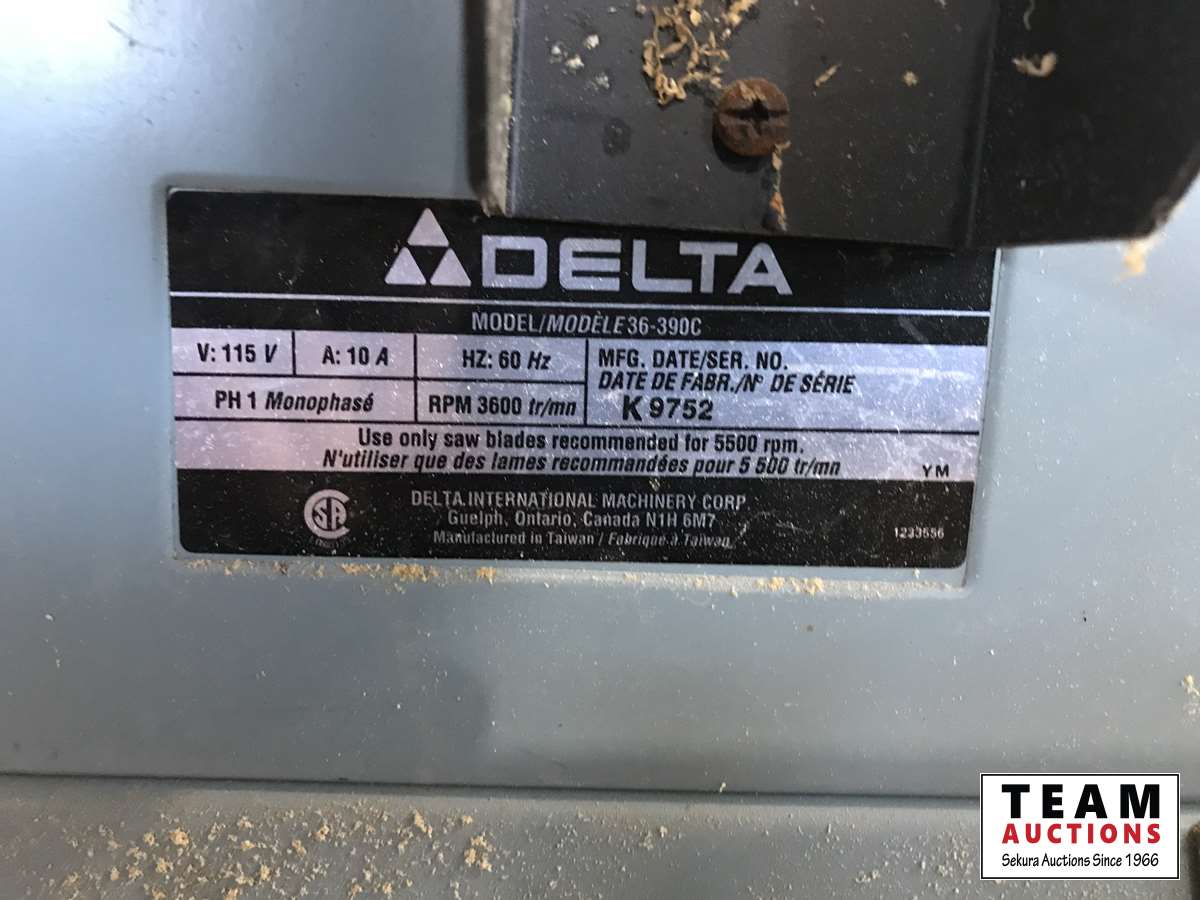 DELTA
MODEL/MODÈLE 36-390C
V: 115 V
A: 10 A
HZ: 60 Hz
MFG. DATE/SER. NO.
DATE DE FABR./Nº DE SÉRIE
K 9752
PH 1 Monophasé
RPM 3600 tr/mn
Use only saw blades recommended for 5500 rpm.
N'utiliser que des lames recommandées pour 5 500 tr/mn
YM
SA
DELTA INTERNATIONAL MACHINERY CORP
Guelph, Ontario, Canada N1H 6M7
Manufactured in Taiwan / Fabriqué à Taiwan
1233556
TEAM
AUCTIONS
Sekura Auctions Since 1966